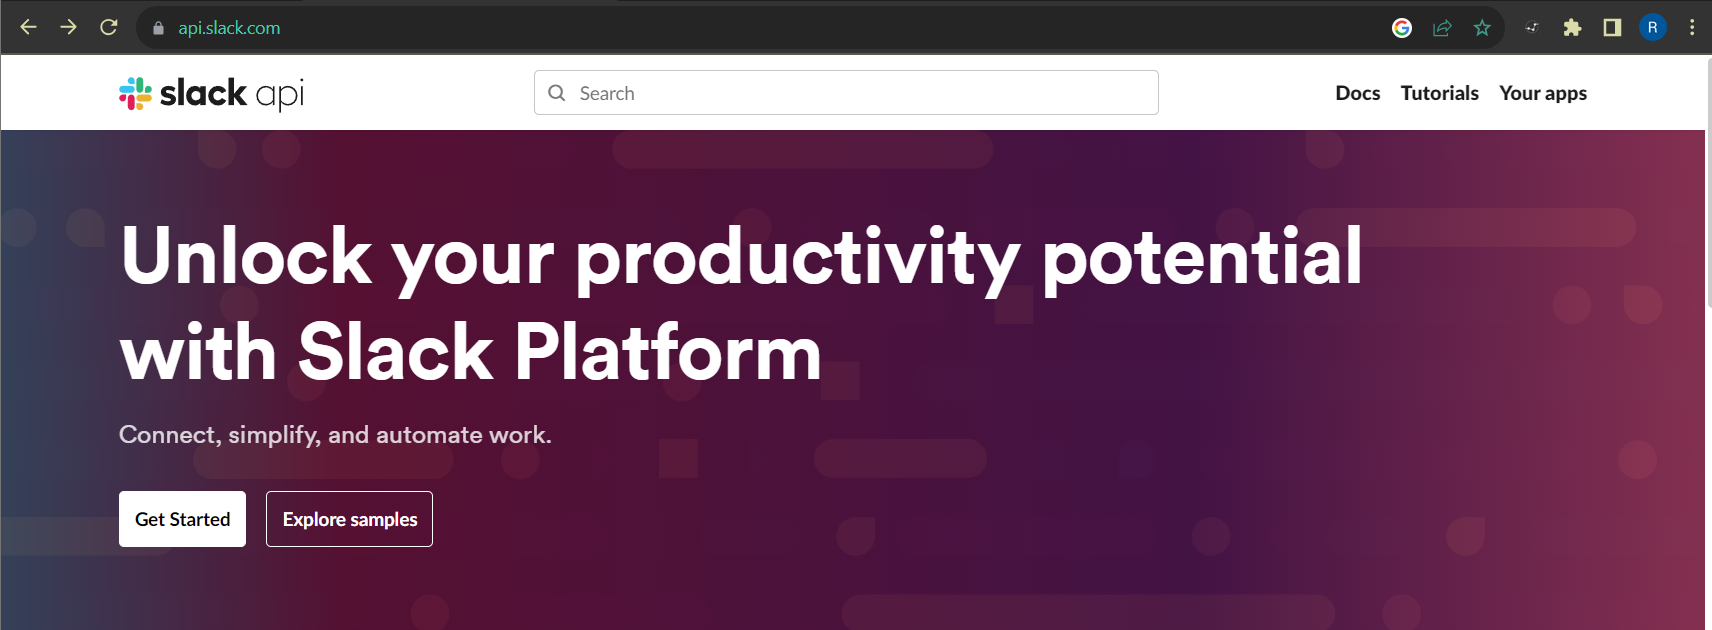 api.slack.com
R
slack api
Search
Docs Tutorials Your apps
Unlock your productivity potential
with Slack Platform
Connect, simplify, and automate work.
Get Started Explore samples